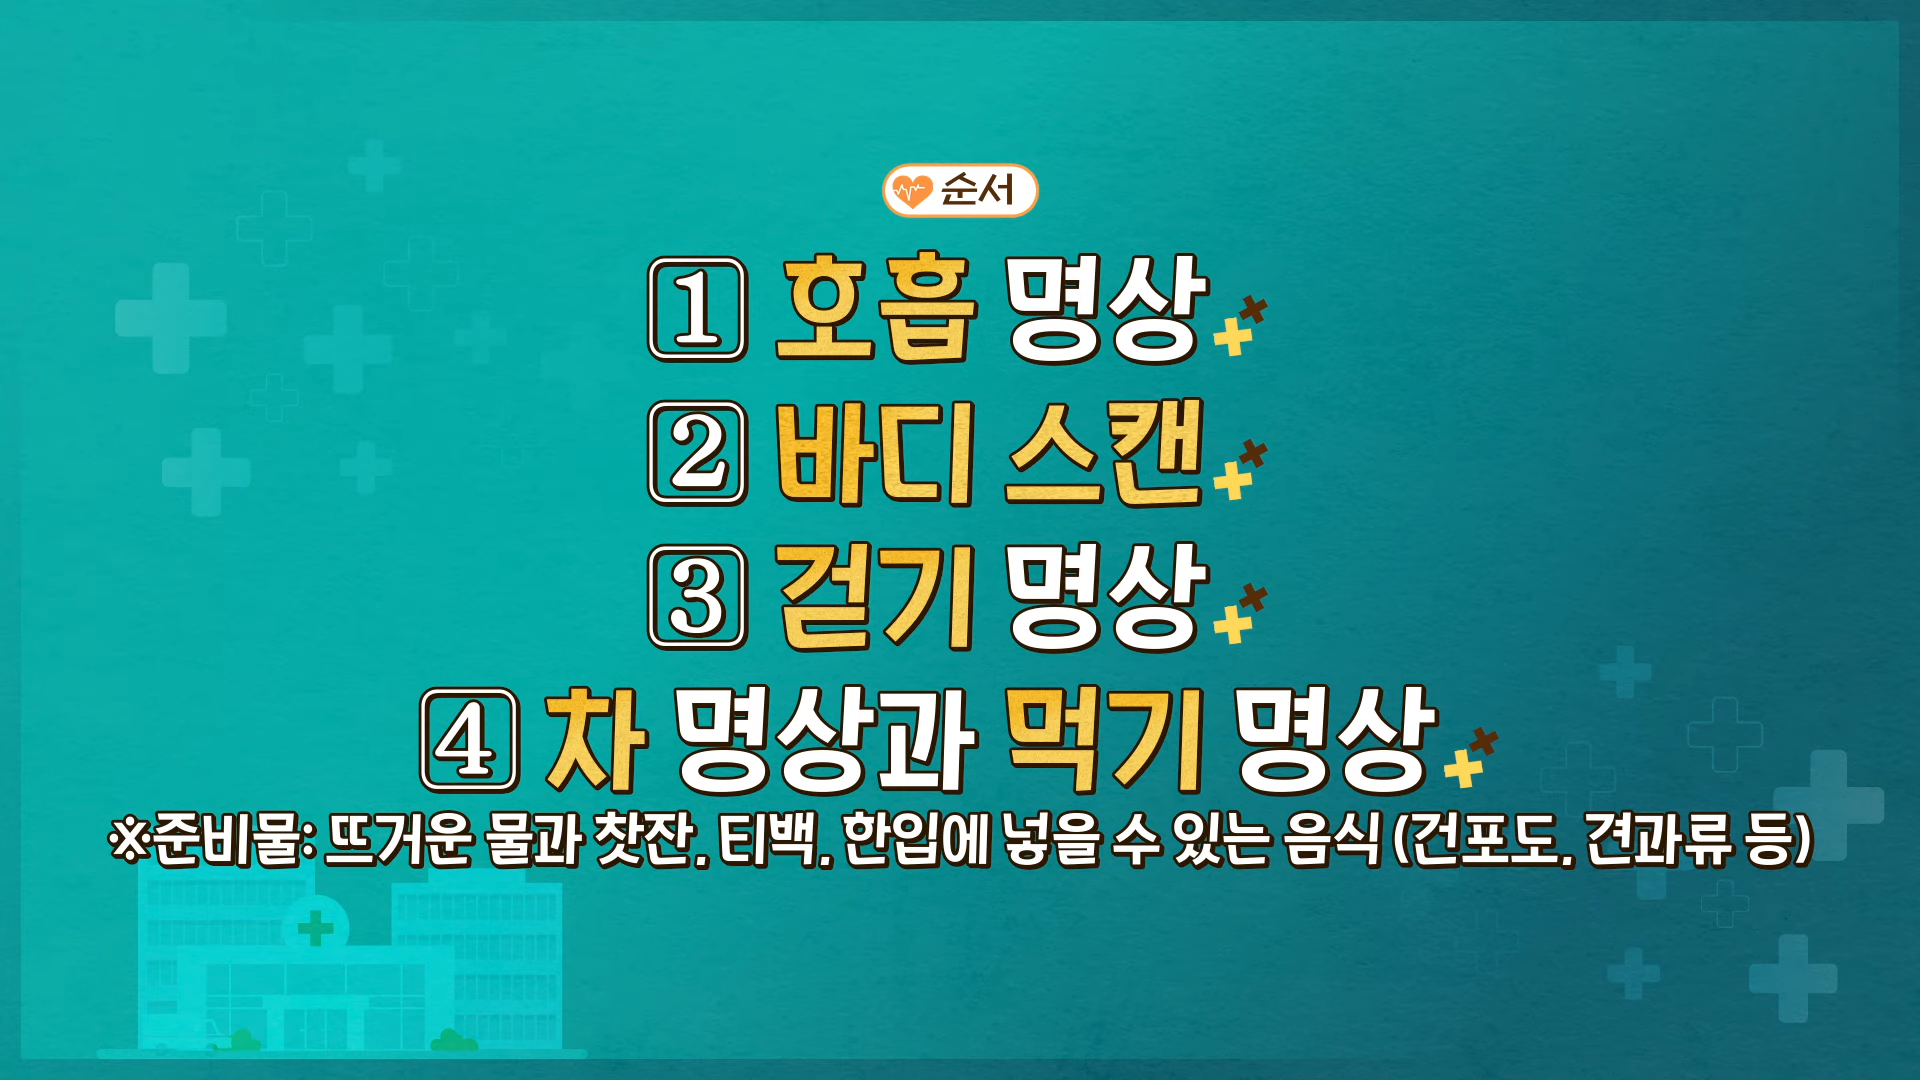 순서
1 호흡 명상
2 바디 스캔
3 걷기 명상
4 차 명상과 먹기 명상
※준비물: 뜨거운 물과 찻잔, 티백, 한입에 넣을 수 있는 음식 (건포도, 견과류 등)